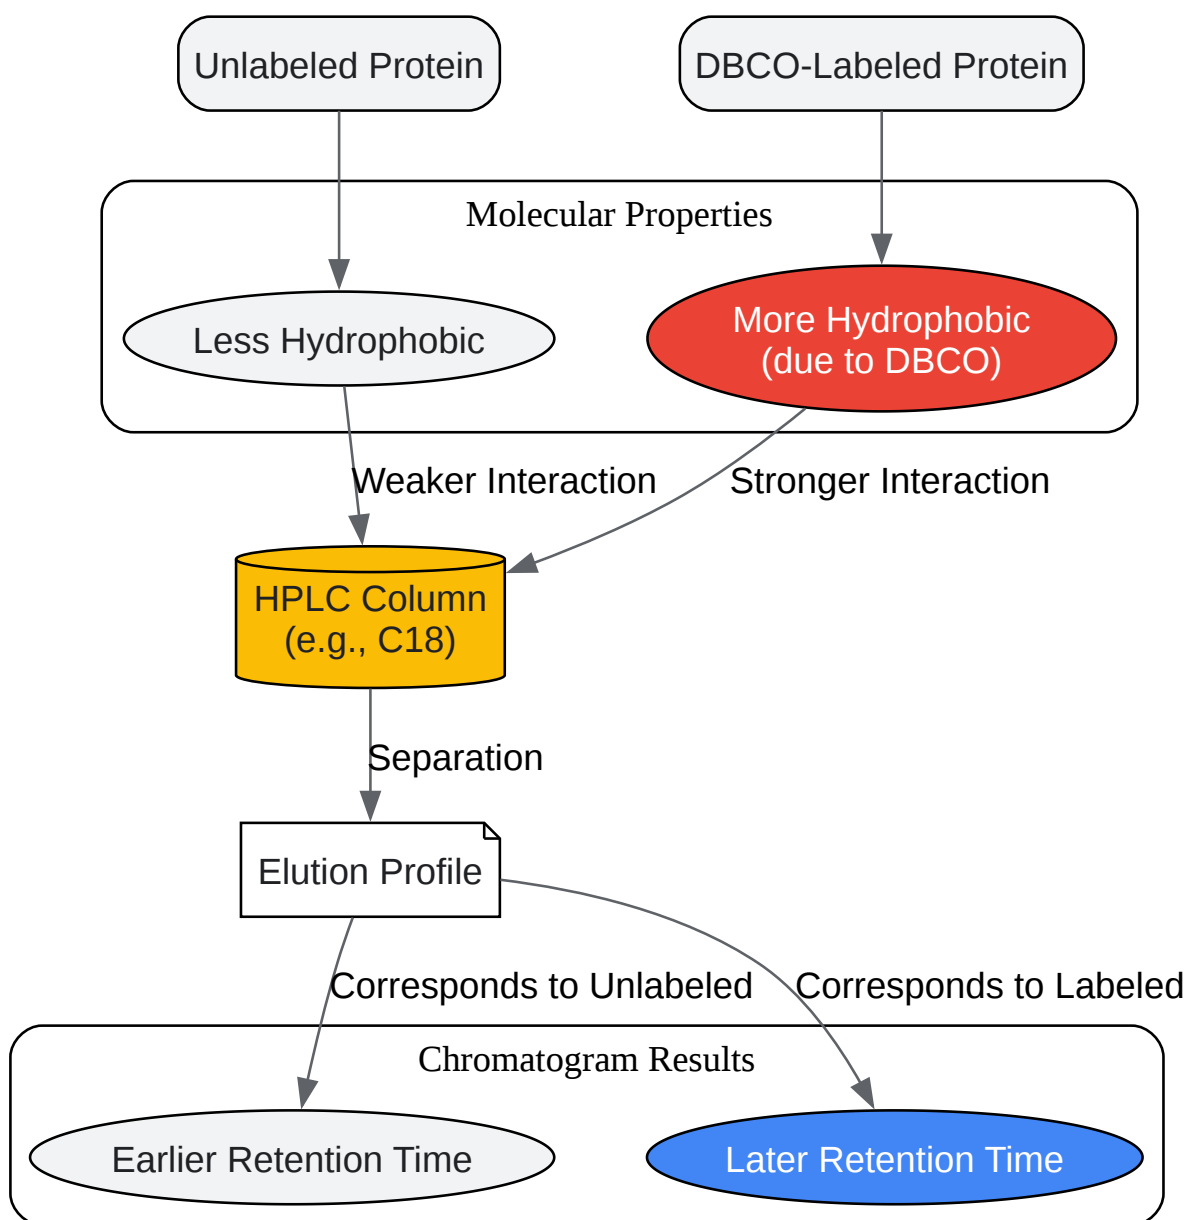 Unlabeled Protein
DBCO-Labeled Protein
Molecular Properties
Less Hydrophobic
More Hydrophobic
(due to DBCO)
Weaker Interaction
Stronger Interaction
HPLC Column
(e.g., C18)
Separation
Elution Profile
Corresponds to Unlabeled
Corresponds to Labeled
Chromatogram Results
Earlier Retention Time
Later Retention Time